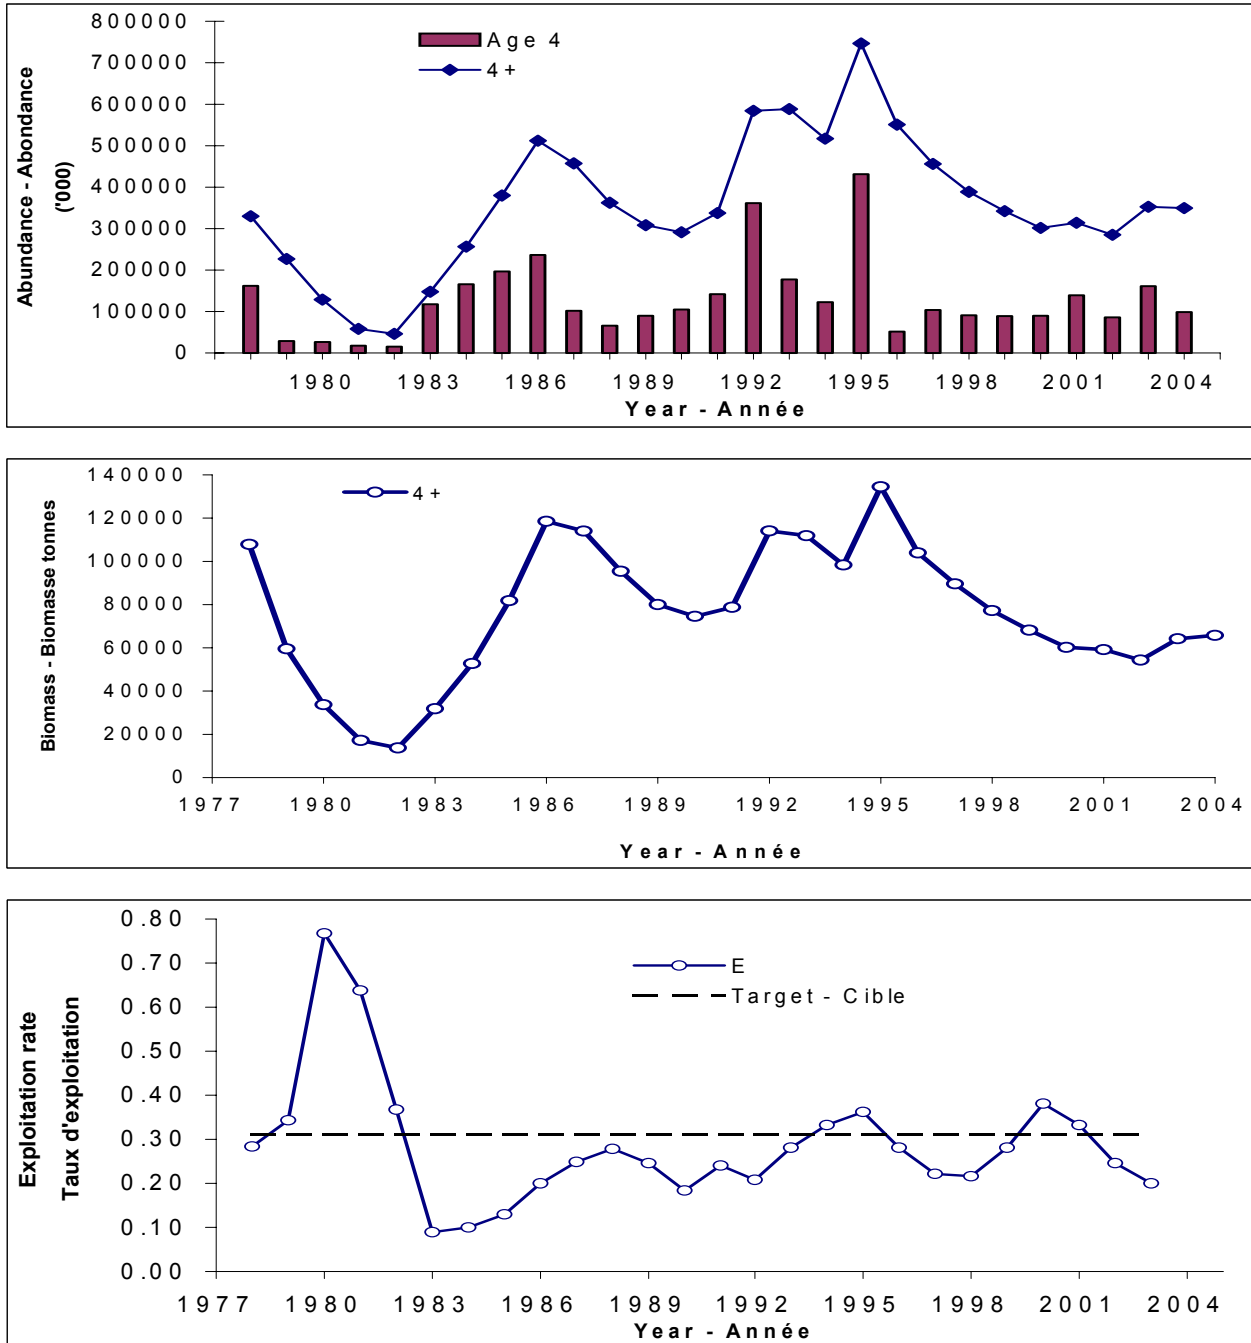 800000
700000
600000
500000
400000
300000
200000
100000
0
Abundance - Abondance
('000)
Age 4
4+
1980 1983 1986 1989 1992 1995 1998 2001 2004
Year - Année
140000
120000
100000
80000
60000
40000
20000
0
Biomass - Biomasse tonnes
4+
1977 1980 1983 1986 1989 1992 1995 1998 2001 2004
Year - Année
0.80
0.70
0.60
0.50
0.40
0.30
0.20
0.10
0.00
Exploitation rate
Taux d'exploitation
E
Target - Cible
1977 1980 1983 1986 1989 1992 1995 1998 2001 2004
Year - Année